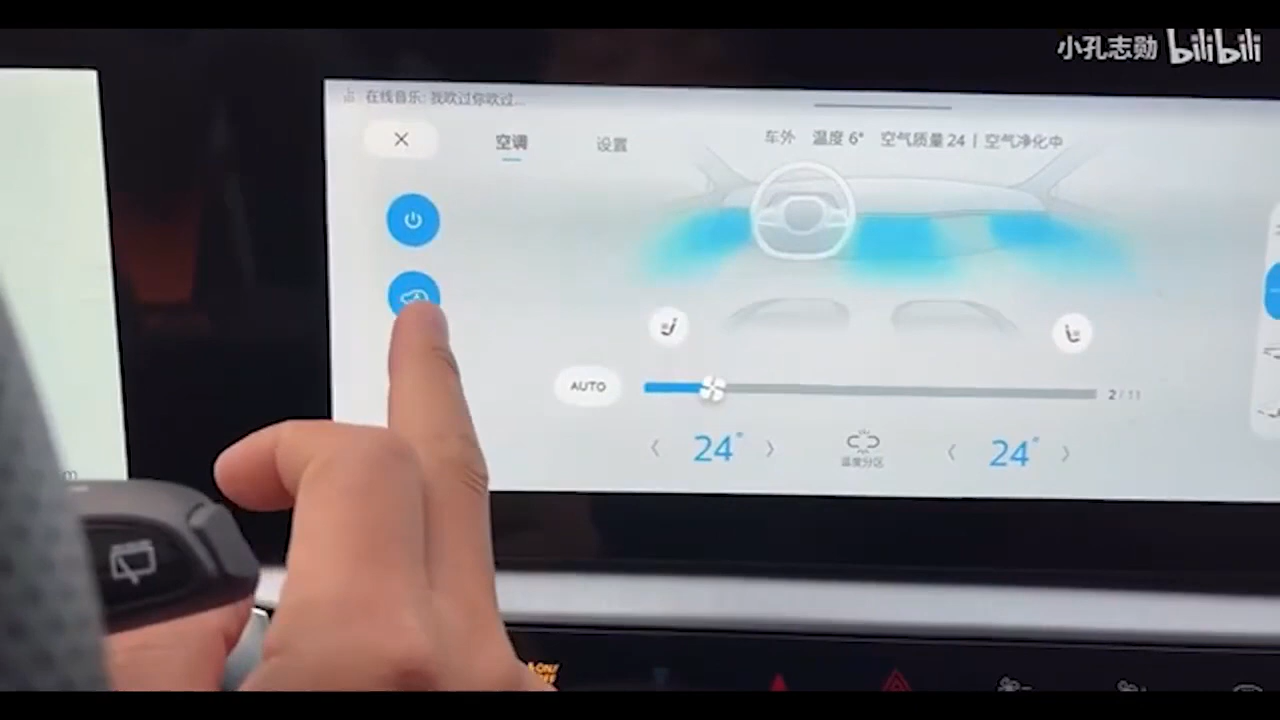 小孔志勋 bilibili
在线音乐: 我吹过你吹过...
空调
设置
车外 温度 6° 空气质量 24 | 空气净化中
AUTO
2 / 11
24°
24°
温度分区
m